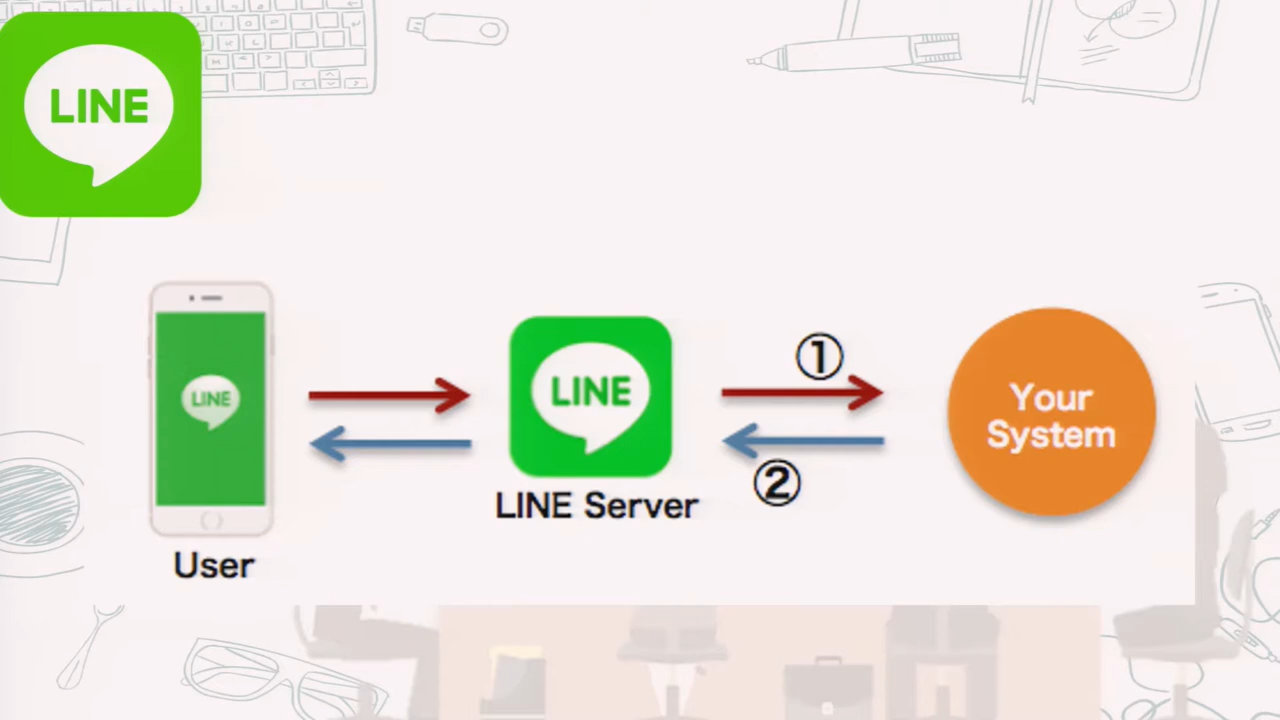 LINE
LINE
LINE
①
Your
System
②
LINE Server
User